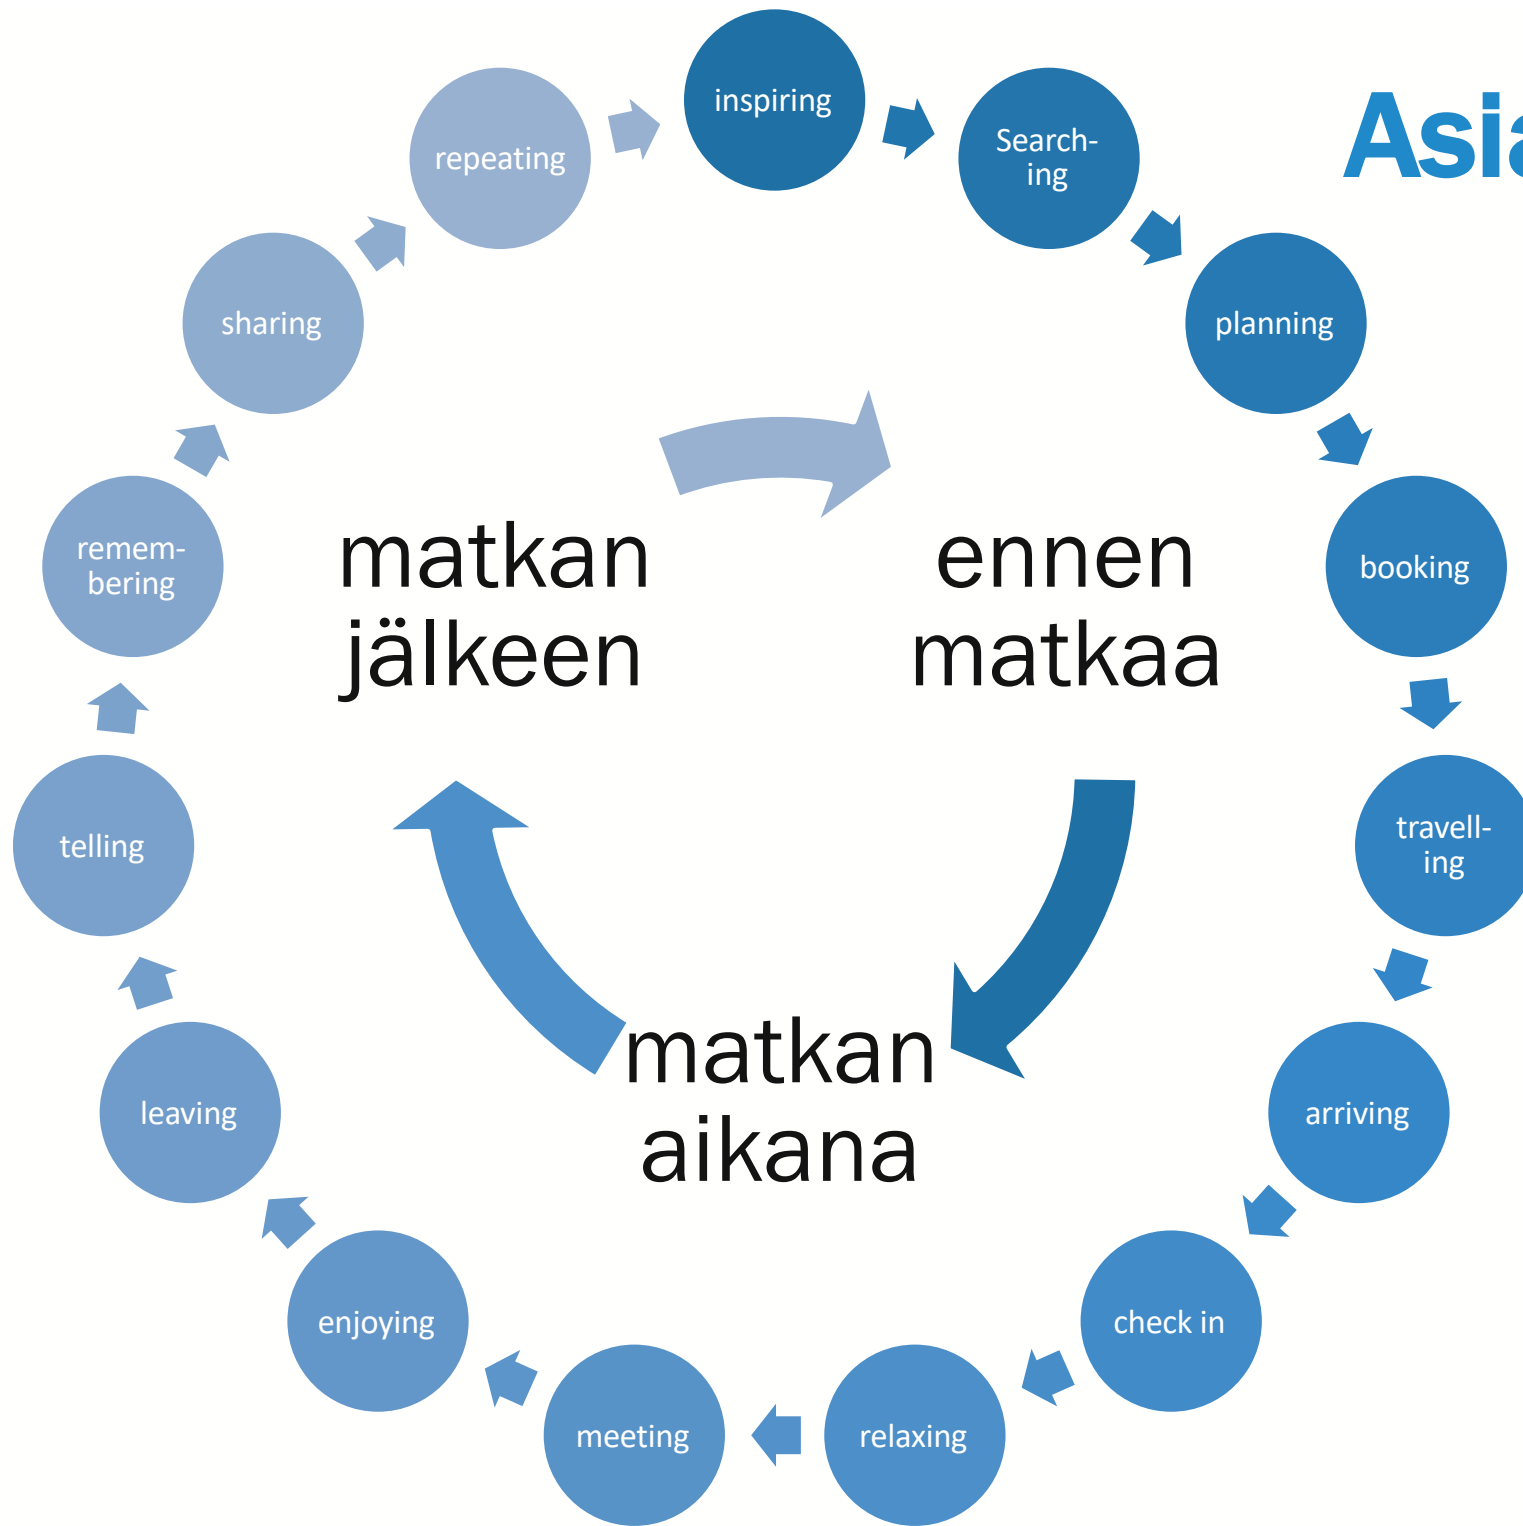 inspiring
Search-
ing
planning
booking
travell-
ing
arriving
check in
relaxing
meeting
enjoying
leaving
telling
remem-
bering
sharing
repeating
ennen
matkaa
matkan
aikana
matkan
jälkeen
Asia